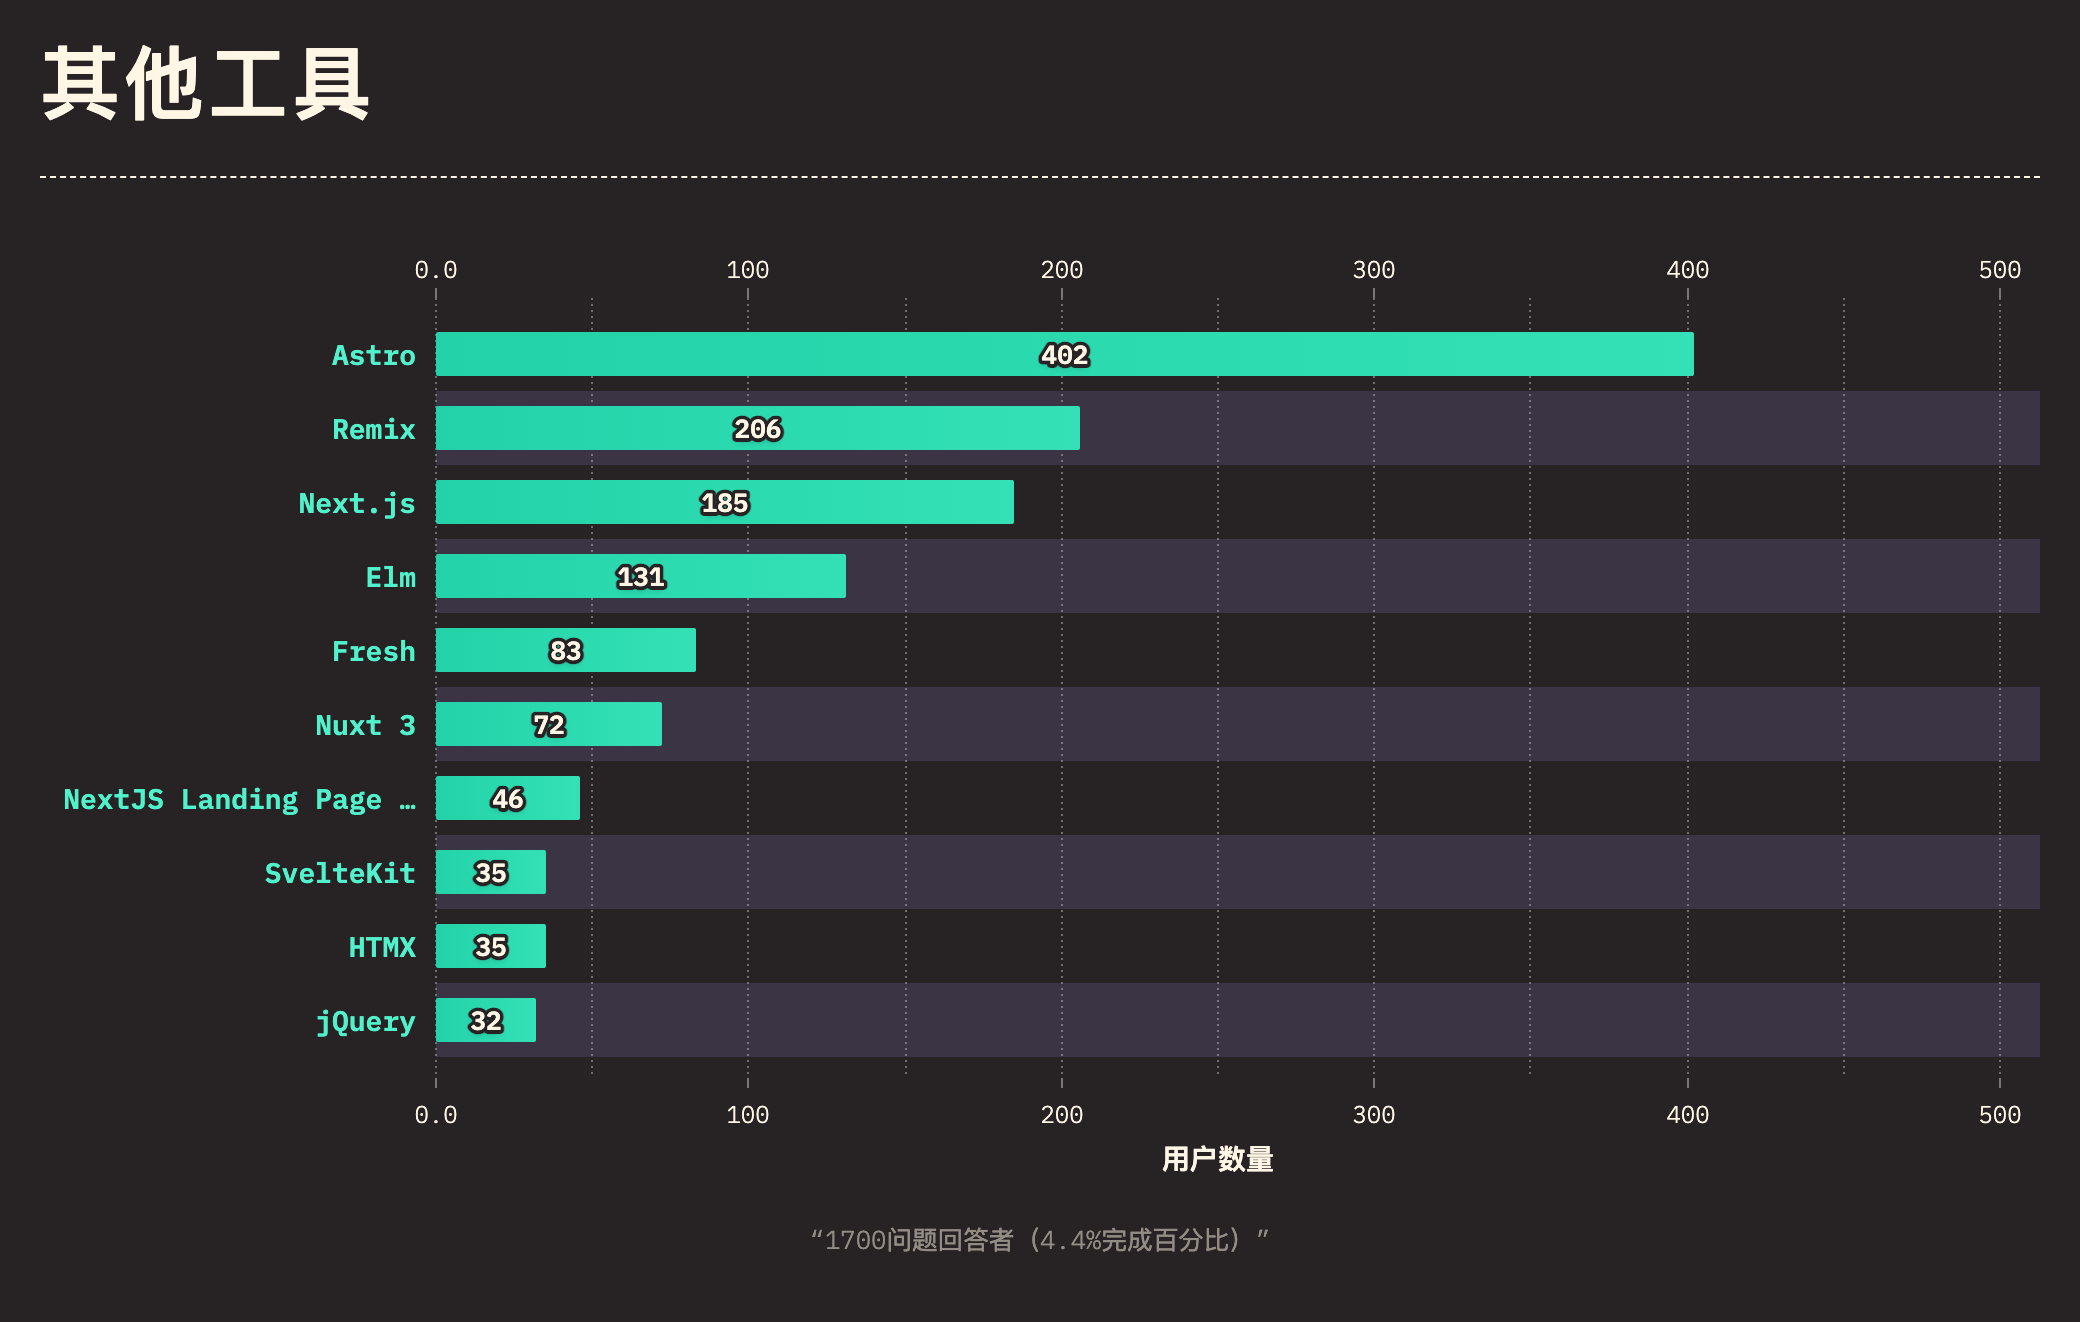 其他工具
0.0 100 200 300 400 500
Astro 402
Remix 206
Next.js 185
Elm 131
Fresh 83
Nuxt 3 72
NextJS Landing Page … 46
SvelteKit 35
HTMX 35
jQuery 32
0.0 100 200 300 400 500
用户数量
“1700问题回答者（4.4%完成百分比）”